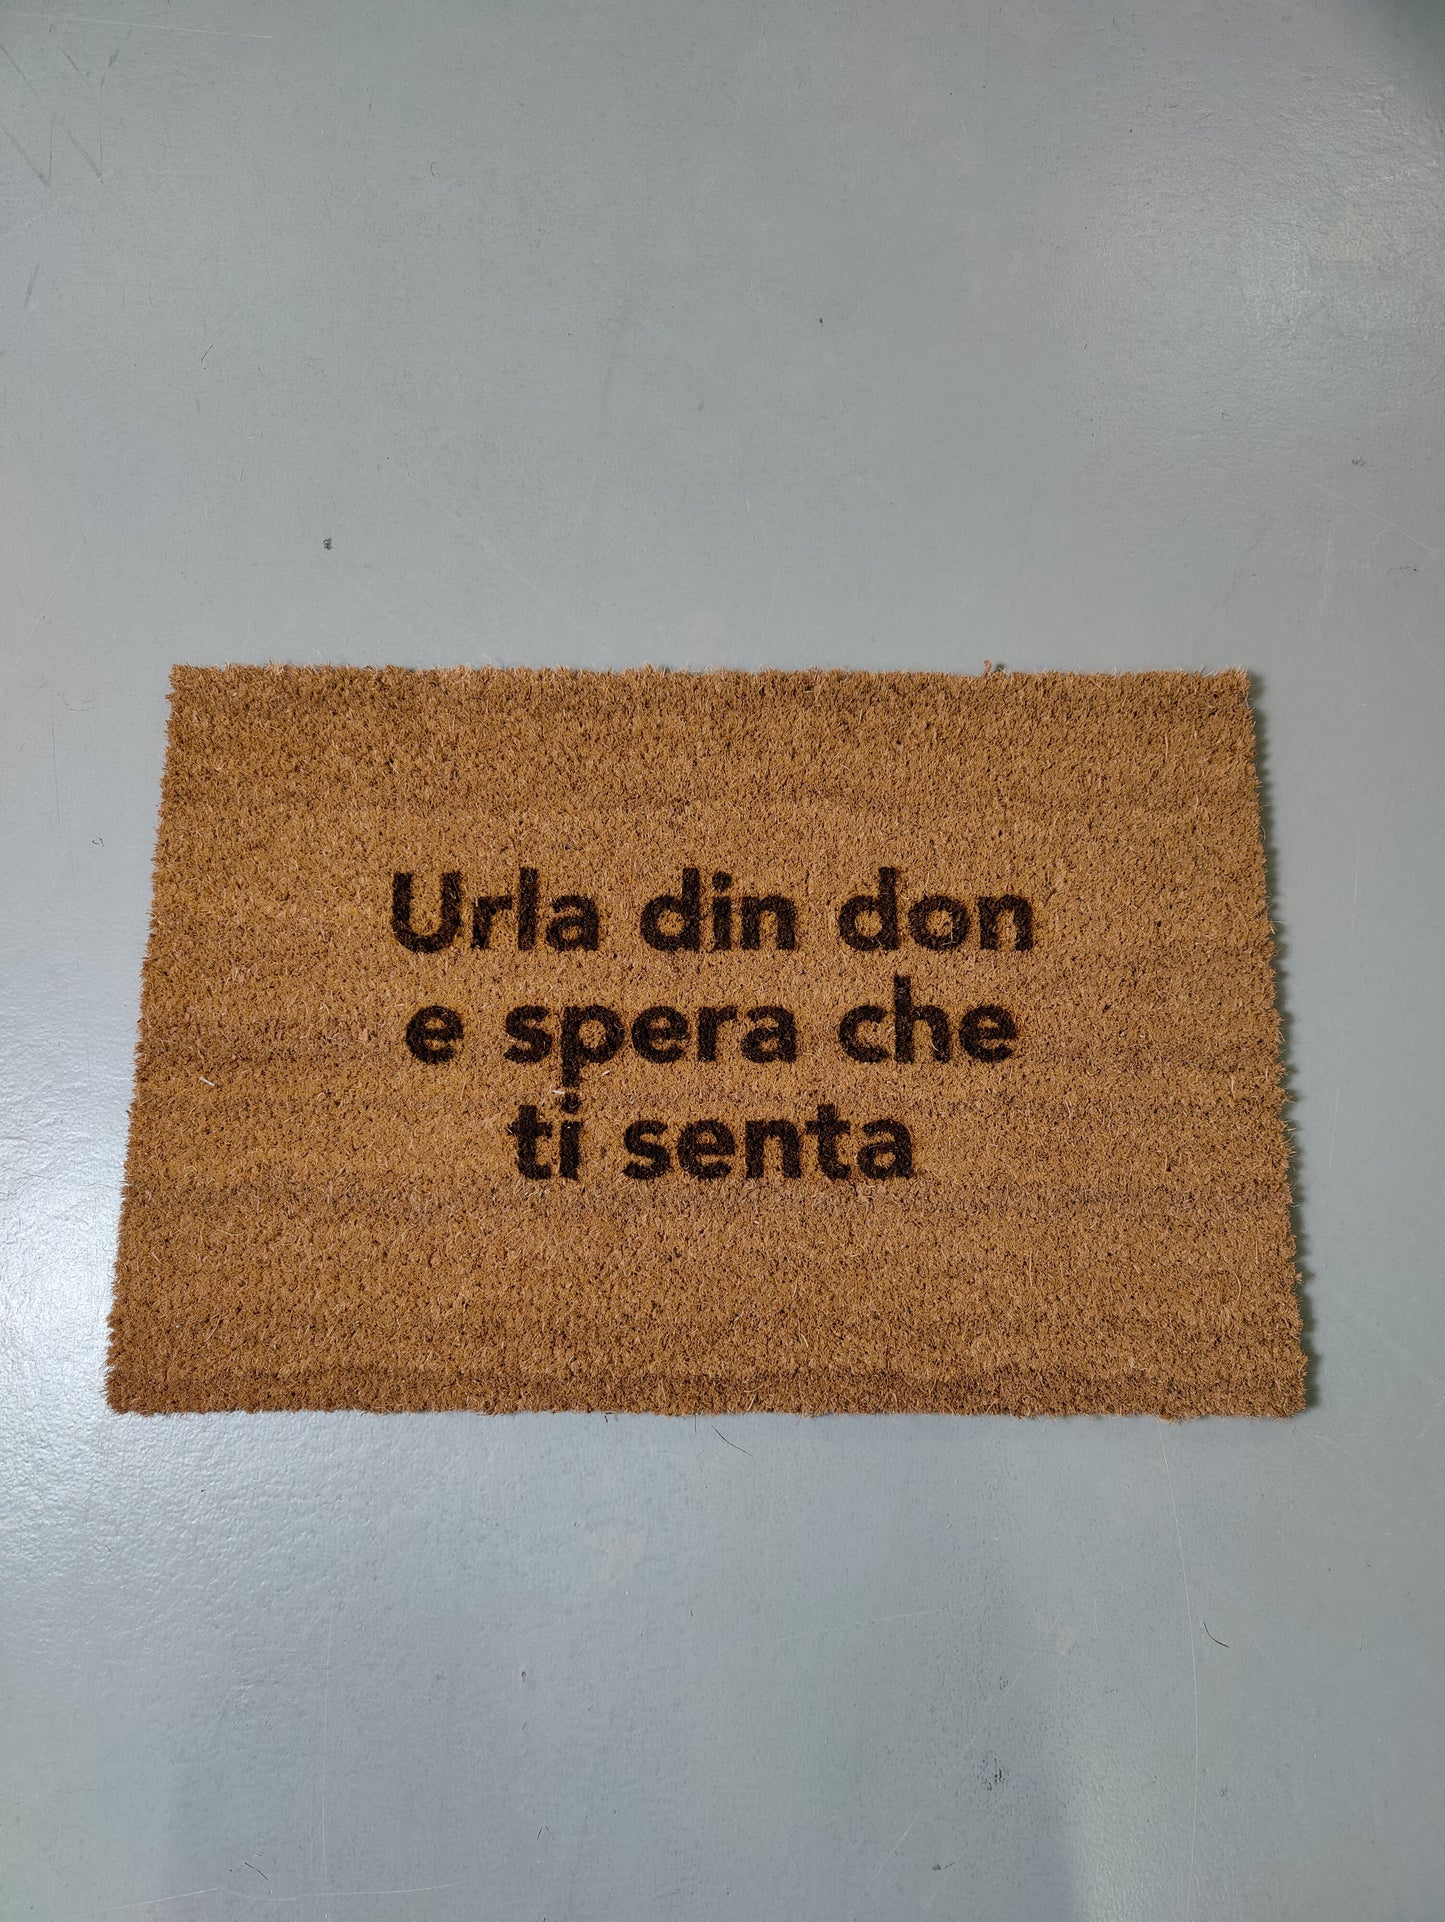 Urla din don
e spera che
ti senta